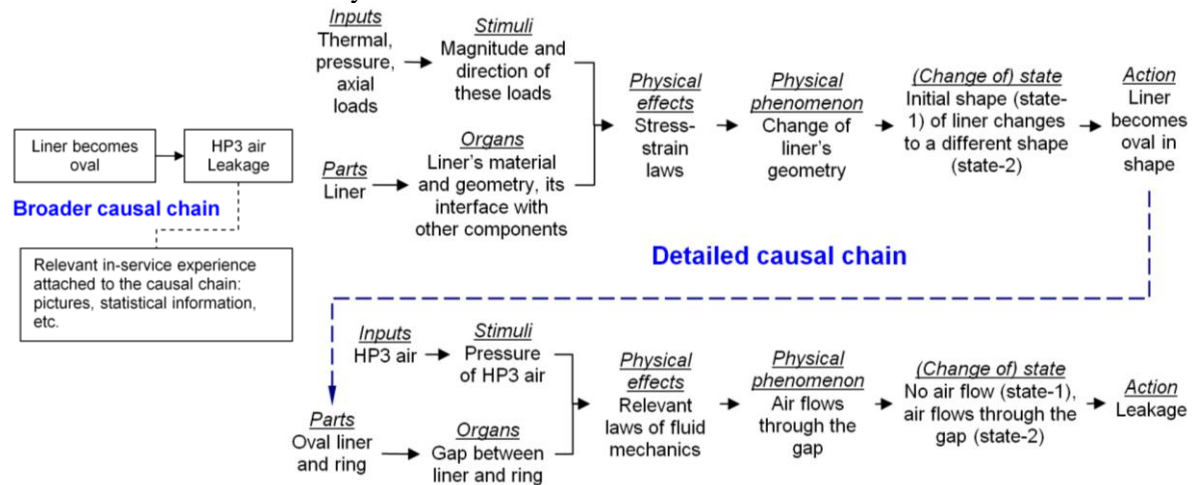 Inputs
Thermal,
pressure,
axial
loads
Stimuli
Magnitude and
direction of
these loads
Parts
Liner
Organs
Liner's material
and geometry, its
interface with
other components
Physical
effects
Stress-
strain
laws
Physical
phenomenon
Change of
liner's
geometry
(Change of) state
Initial shape (state-
1) of liner changes
to a different shape
(state-2)
Action
Liner
becomes
oval in
shape
Liner becomes
oval
HP3 air
Leakage
Broader causal chain
Relevant in-service experience
attached to the causal chain:
pictures, statistical information,
etc.
Detailed causal chain
Inputs
HP3 air
Stimuli
Pressure
of HP3 air
Parts
Oval liner
and ring
Organs
Gap between
liner and ring
Physical
effects
Relevant
laws of fluid
mechanics
Physical
phenomenon
Air flows
through the
gap
(Change of) state
No air flow (state-1),
air flows through the
gap (state-2)
Action
Leakage